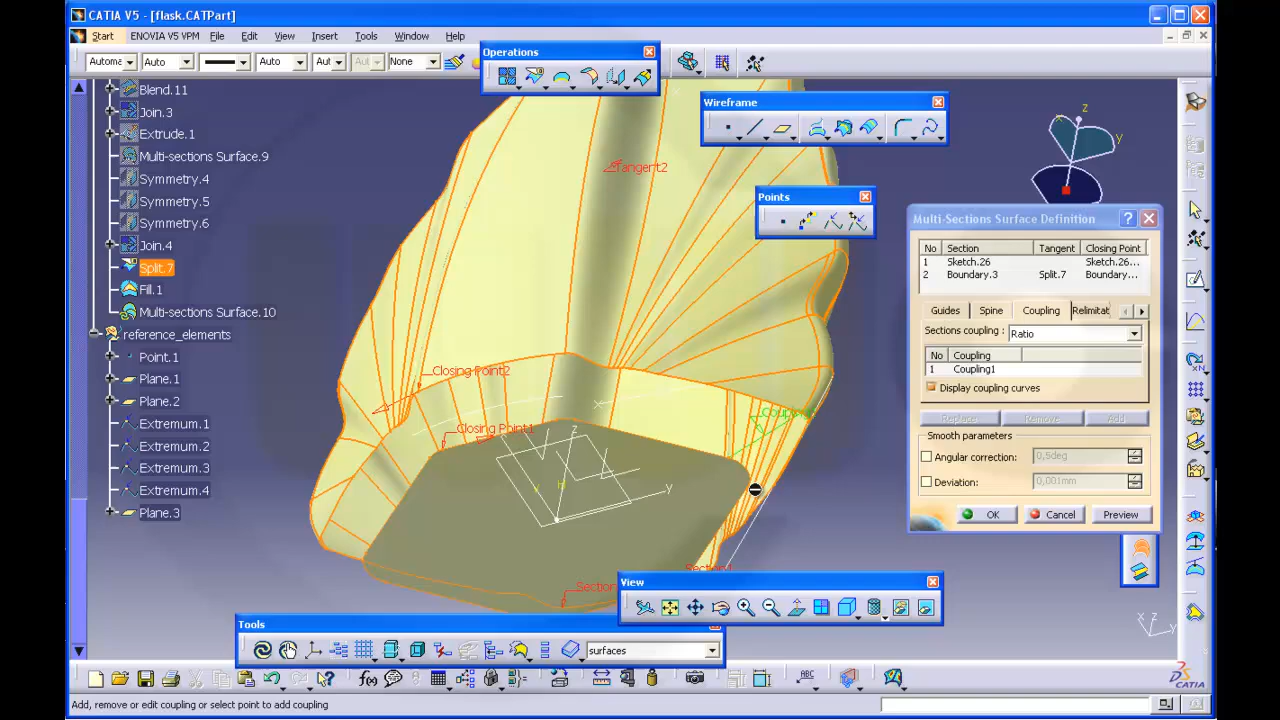 CATIA V5 - [flask.CATPart]
Start ENOVIA V5 VPM File Edit View Insert Tools Window Help
Auto Auto Aut Aut None
Operations
Wireframe
Points
Blend.11
Join.3
Extrude.1
Multi-sections Surface.9
Symmetry.4
Symmetry.5
Symmetry.6
Join.4
Split.7
Fill.1
Multi-sections Surface.10
reference_elements
Point.1
Plane.1
Plane.2
Extremum.1
Extremum.2
Extremum.3
Extremum.4
Plane.3
Tangent2
Closing Point2
Closing Point1
z
y
x
z
y
Multi-Sections Surface Definition
No Section Tangent Closing Point
1 Sketch.26 Sketch.26...
2 Boundary.3 Split.7 Boundary...
Guides Spine Coupling Relimitat
Sections coupling : Ratio
No Coupling
1 Coupling1
Display coupling curves
Replace Remove Add
Smooth parameters
Angular correction: 0,5deg
Deviation: 0,001mm
OK Cancel Preview
View
Tools
surfaces
f(x)
ABC
CATIA
Add, remove or edit coupling or select point to add coupling